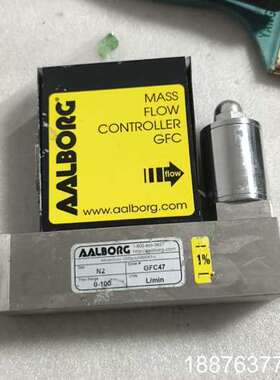 AALBORG
MASS
FLOW
CONTROLLER
GFC
flow
www.aalborg.com
AALBORG
N2
GFC47
0-100
L/min
1%
18876377